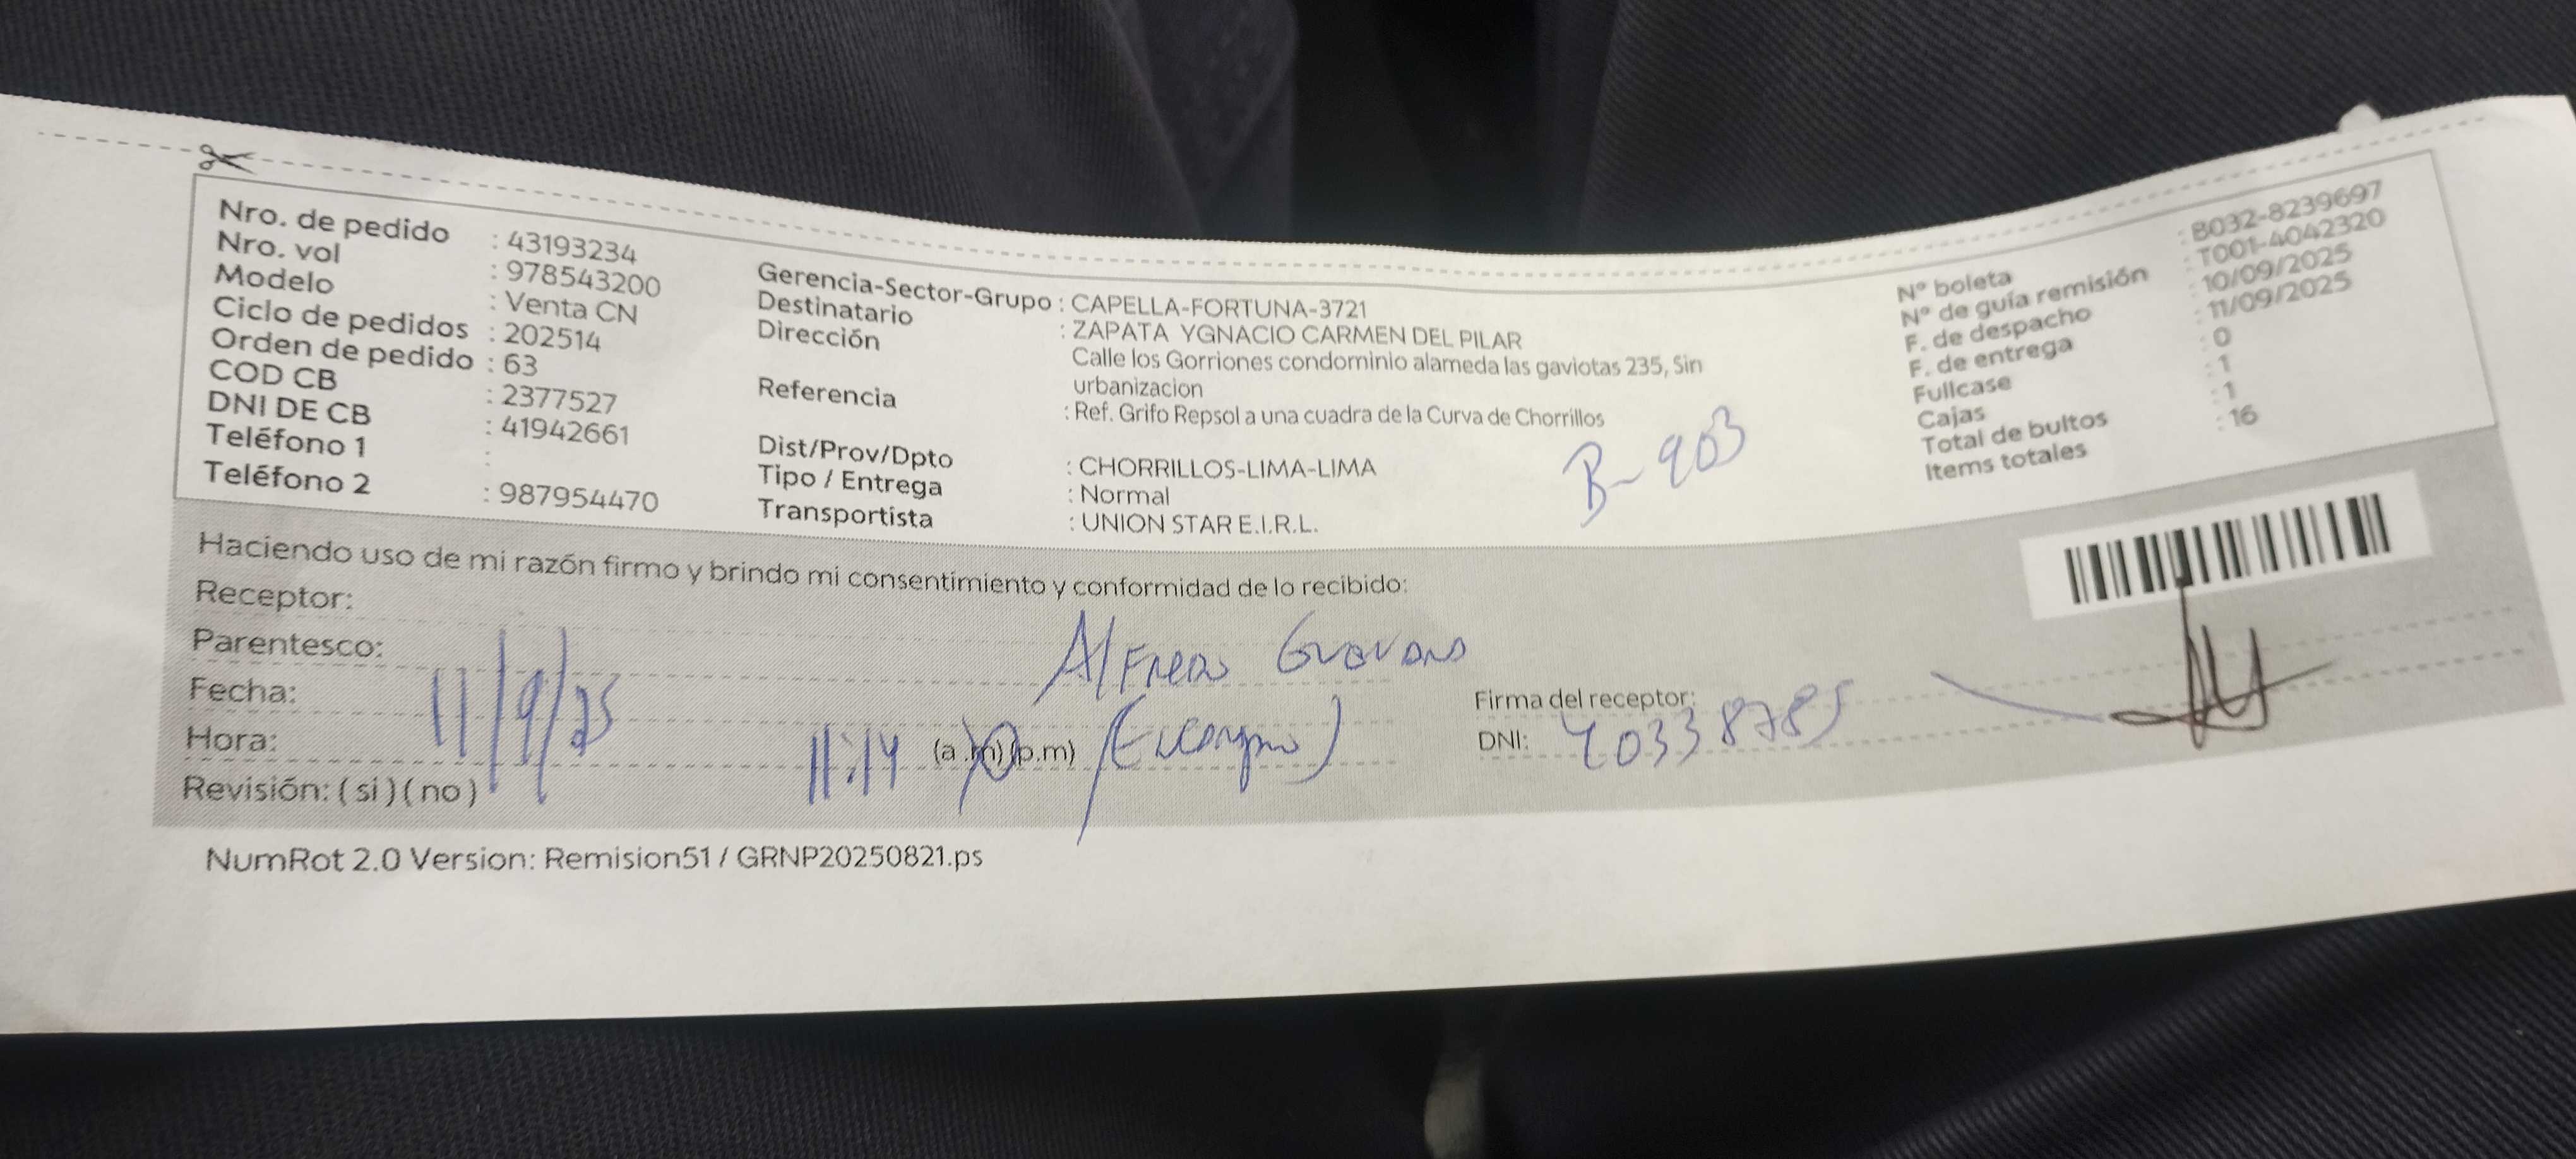 Nro. de pedido : 43193234
Nro. vol : 978543200
Modelo : Venta CN
Ciclo de pedidos : 202514
Orden de pedido : 63
COD CB : 2377527
DNI DE CB : 41942661
Teléfono 1 :
Teléfono 2 : 987954470
Gerencia-Sector-Grupo : CAPELLA-FORTUNA-3721
Destinatario : ZAPATA YGNACIO CARMEN DEL PILAR
Dirección Calle los Gorriones condominio alameda las gaviotas 235, Sin
urbanizacion
Referencia : Ref. Grifo Repsol a una cuadra de la Curva de Chorrillos
Dist/Prov/Dpto : CHORRILLOS-LIMA-LIMA
Tipo / Entrega : Normal
Transportista : UNION STAR E.I.R.L.
B-903
N° boleta : B032-8239697
N° de guía remisión : T001-4042320
F. de despacho : 10/09/2025
F. de entrega : 11/09/2025
Fullcase : 0
Cajas : 1
Total de bultos : 1
Items totales : 16
Haciendo uso de mi razón firmo y brindo mi consentimiento y conformidad de lo recibido:
Receptor: Alfredo
Parentesco:
Fecha: 11/9/25
Hora: 11:14 (a.m)(p.m)
Revisión: (si)(no)
Firma del receptor:
DNI: 40338785
NumRot 2.0 Version: Remision51 / GRNP20250821.ps